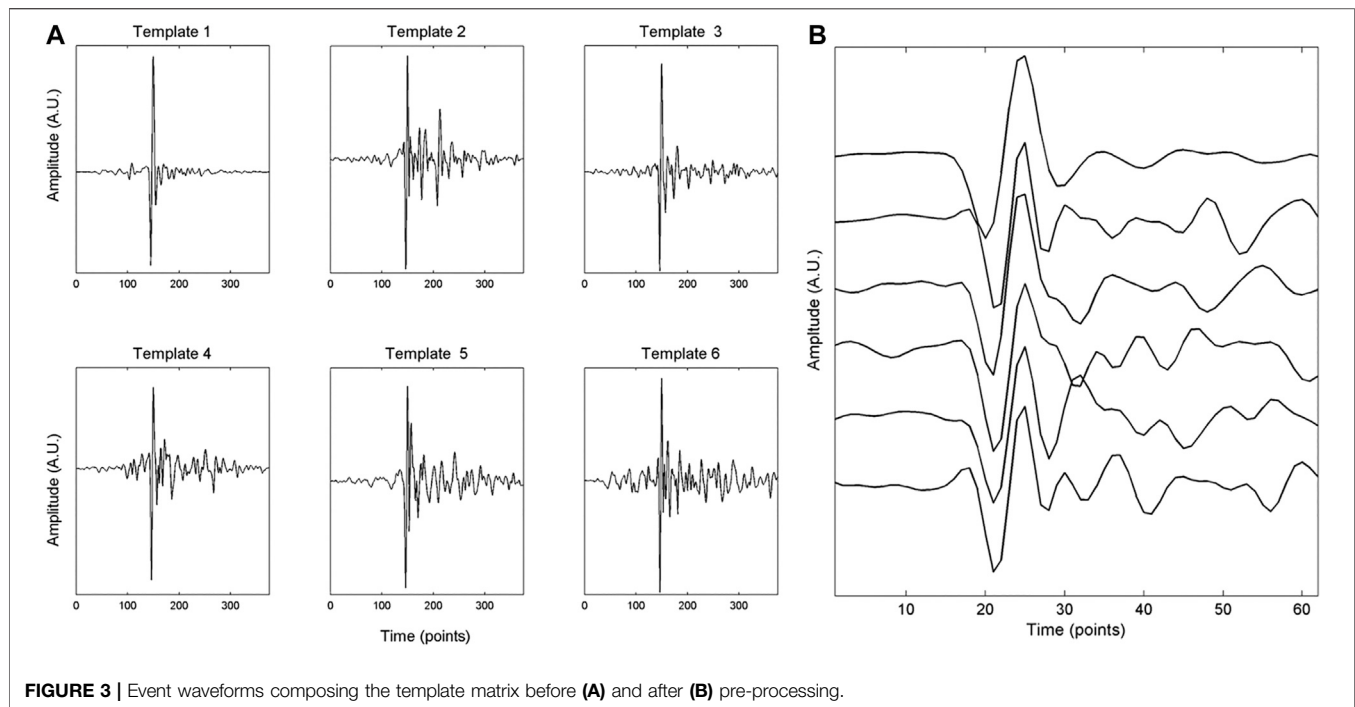 A
Template 1
Template 2
Template 3
Amplitude (A.U.)
0 100 200 300
0 100 200 300
0 100 200 300
Template 4
Template 5
Template 6
Amplitude (A.U.)
0 100 200 300
0 100 200 300
0 100 200 300
Time (points)
B
Ampltude (A.U.)
10 20 30 40 50 60
Time (points)
FIGURE 3 | Event waveforms composing the template matrix before (A) and after (B) pre-processing.